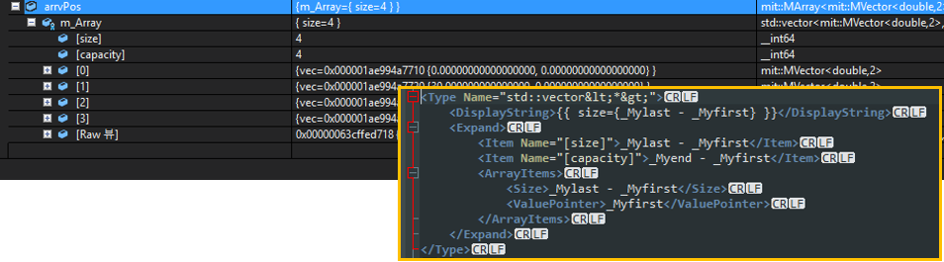 arrvPos {m_Array={ size=4 } } mit::MArray<mit::MVector<double,2>
m_Array { size=4 } std::vector<mit::MVector<double,2>,
[size] 4 __int64
[capacity] 4 __int64
[0] {vec=0x000001ae994a7710 {0.00000000000000000, 0.00000000000000000} } mit::MVector<double,2>
[1] {vec=
[2] {vec=
[3] {vec=
[Raw 뷰] 0x00000063cffed718
<Type Name="std::vector&lt;*&gt;">CRLF
<DisplayString>{{ size={_Mylast - _Myfirst} }}</DisplayString>CRLF
<Expand>CRLF
<Item Name="[size]">_Mylast - _Myfirst</Item>CRLF
<Item Name="[capacity]">_Myend - _Myfirst</Item>CRLF
<ArrayItems>CRLF
<Size>_Mylast - _Myfirst</Size>CRLF
<ValuePointer>_Myfirst</ValuePointer>CRLF
</ArrayItems>CRLF
</Expand>CRLF
</Type>CRLF